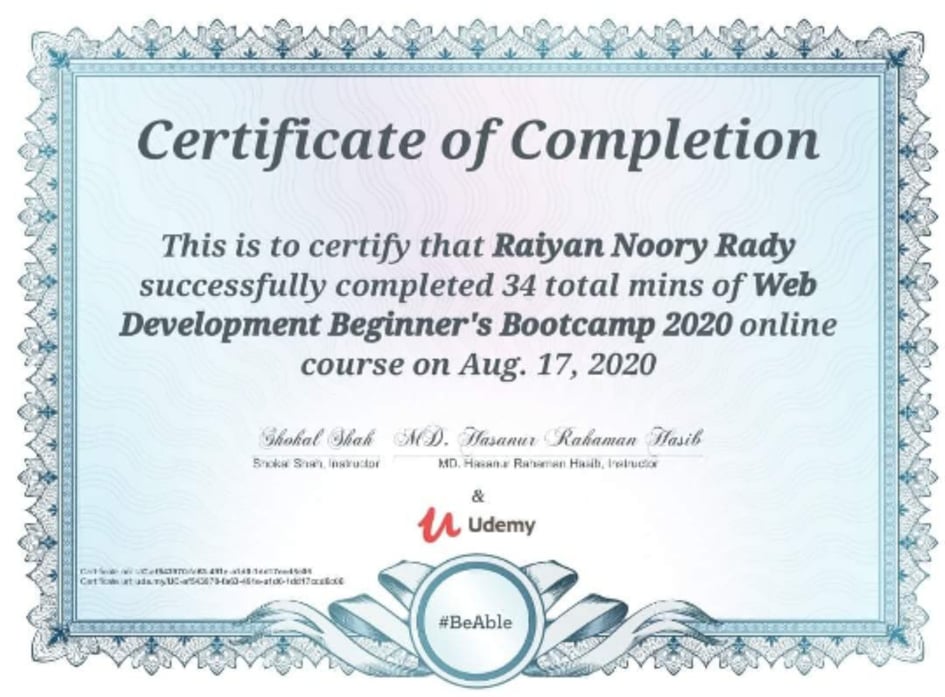 Certificate of Completion
This is to certify that Raiyan Noory Rady
successfully completed 34 total mins of Web
Development Beginner's Bootcamp 2020 online
course on Aug. 17, 2020
Shokal Shah MD. Hasanur Rahaman Hasib
Shokal Shah, Instructor MD. Hasanur Rahaman Hasib, Instructor
&
Udemy
Certificate no:
Certificate url:
#BeAble